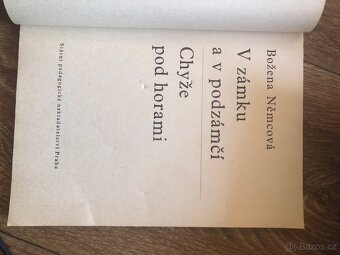 Božena Němcová
V zámku
a v podzámčí
Chyže
pod horami
Státní pedagogické nakladatelství Praha
Bazos.cz